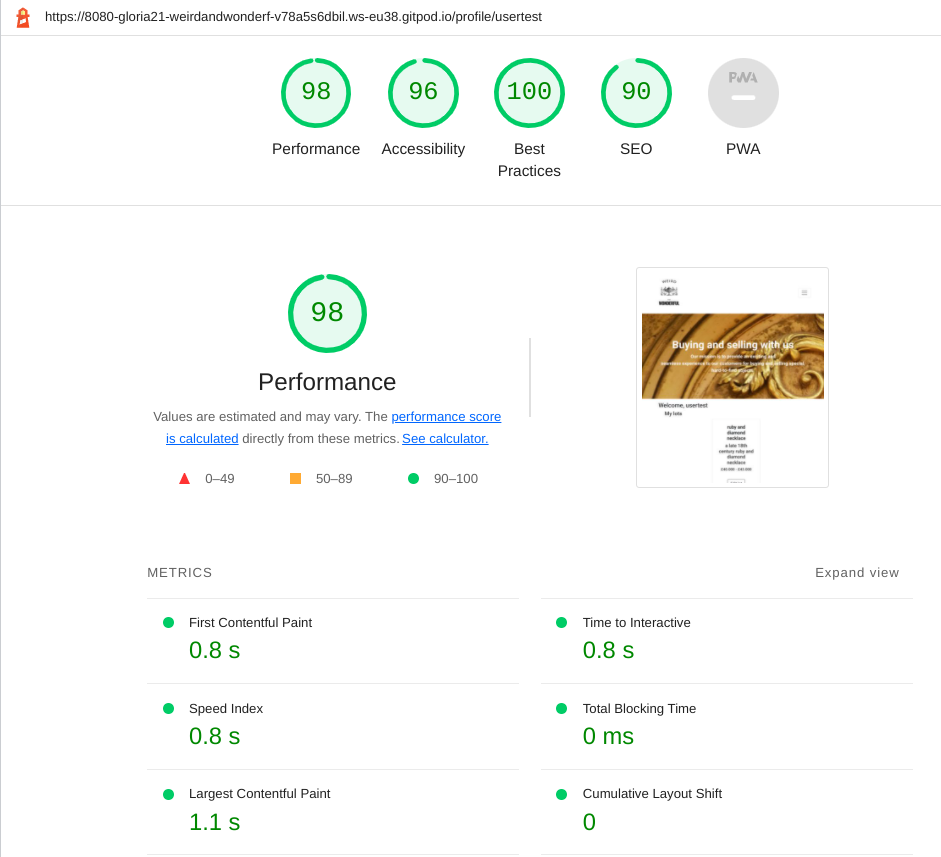 https://8080-gloria21-weirdandwonderf-v78a5s6dbil.ws-eu38.gitpod.io/profile/usertest
98
96
100
90
PWA
Performance
Accessibility
Best
Practices
SEO
PWA
98
Performance
Values are estimated and may vary. The performance score
is calculated directly from these metrics. See calculator.
0–49
50–89
90–100
WONDERFUL
Buying and selling with us
Welcome, usertest
My lots
ruby and
diamond
necklace
a late 19th
century ruby and
diamond
necklace
METRICS
Expand view
First Contentful Paint
0.8 s
Time to Interactive
0.8 s
Speed Index
0.8 s
Total Blocking Time
0 ms
Largest Contentful Paint
1.1 s
Cumulative Layout Shift
0